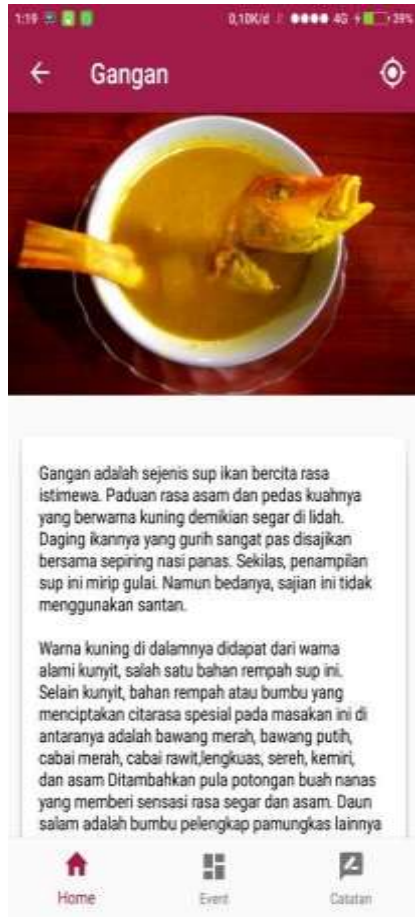 1:19 0,10K/d 4G 39%
Gangan
Gangan adalah sejenis sup ikan bercita rasa
istimewa. Paduan rasa asam dan pedas kuahnya
yang berwarna kuning demikian segar di lidah.
Daging ikannya yang gurih sangat pas disajikan
bersama sepiring nasi panas. Sekilas, penampilan
sup ini mirip gulai. Namun bedanya, sajian ini tidak
menggunakan santan.
Warna kuning di dalamnya didapat dari warna
alami kunyit, salah satu bahan rempah sup ini.
Selain kunyit, bahan rempah atau bumbu yang
menciptakan citarasa spesial pada masakan ini di
antaranya adalah bawang merah, bawang putih,
cabai merah, cabai rawit,lengkuas, sereh, kemiri,
dan asam Ditambahkan pula potongan buah nanas
yang memberi sensasi rasa segar dan asam. Daun
salam adalah bumbu pelengkap pamungkas lainnya
Home Event Catatan